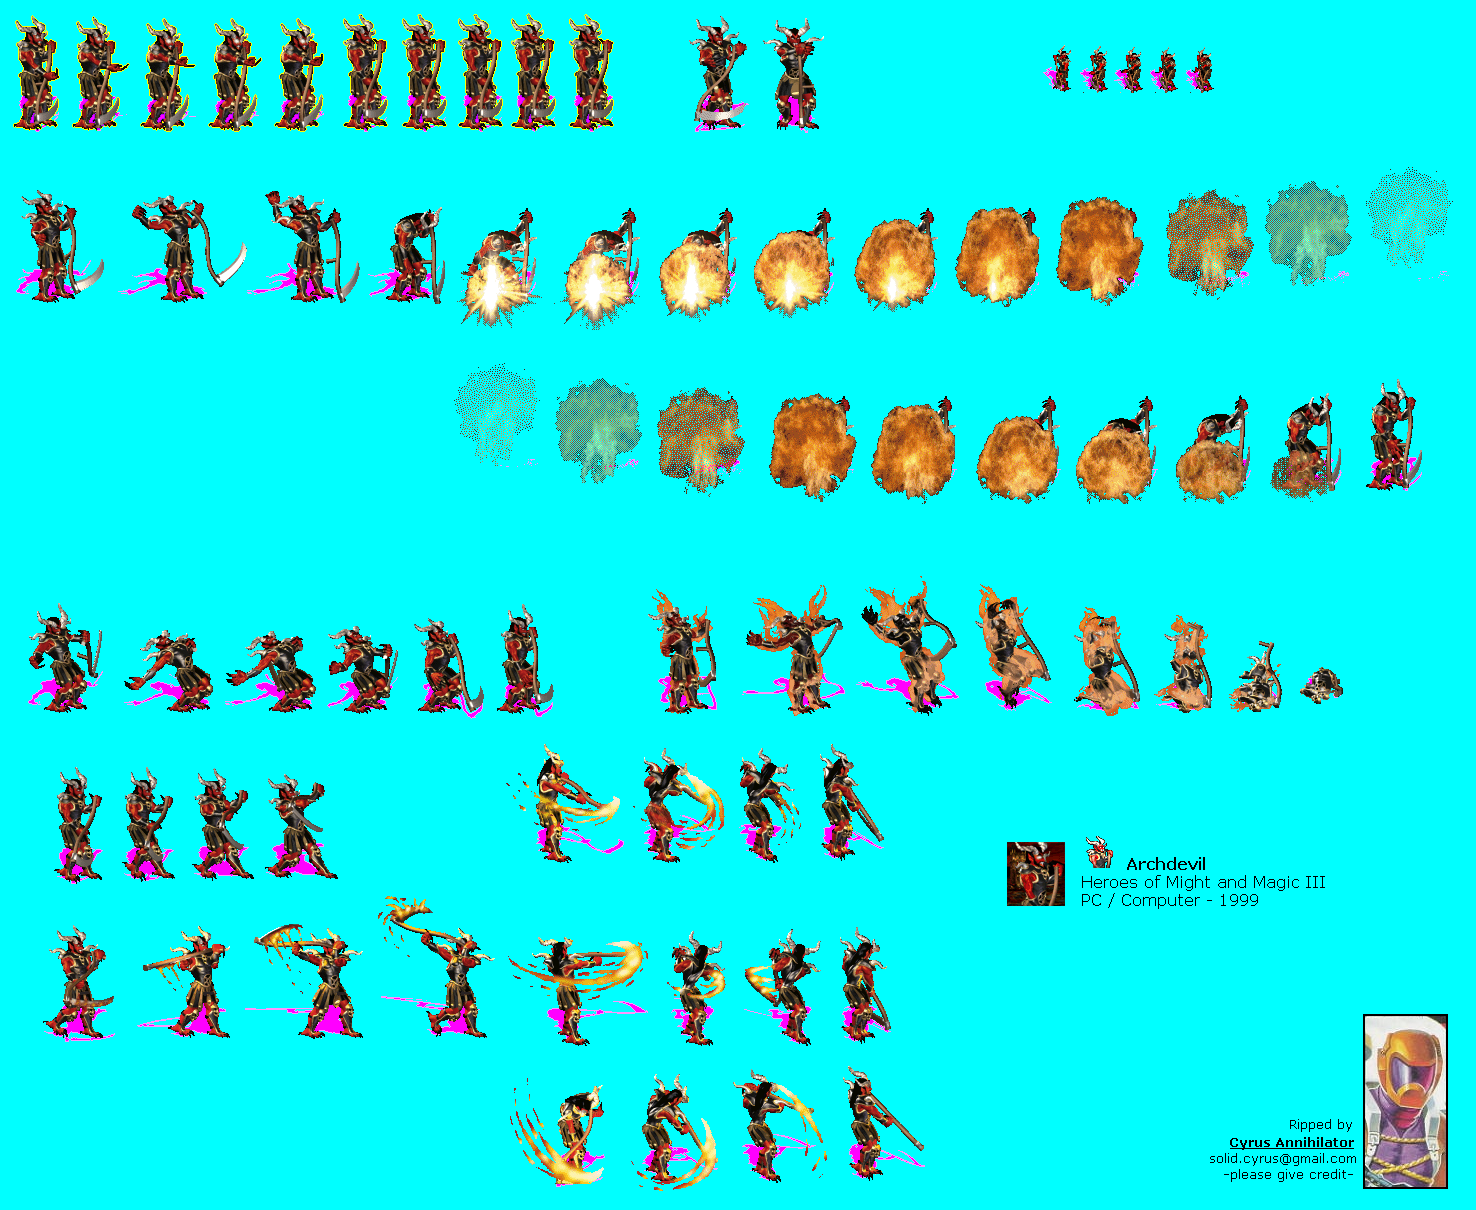 Archdevil
Heroes of Might and Magic III
PC / Computer - 1999
Ripped by
Cyrus Annihilator
solid.cyrus@gmail.com
-please give credit-